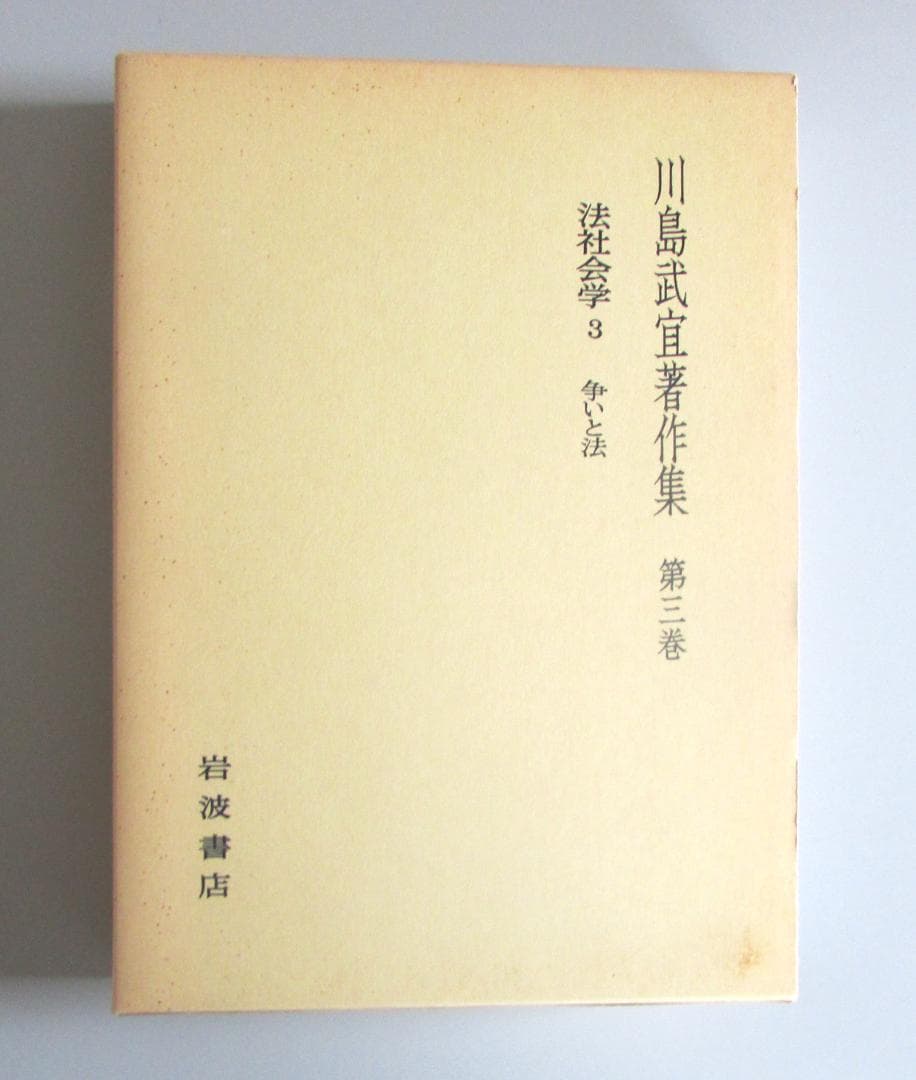 川島武宜著作集 第三巻
法社会学 3 争いと法
岩波書店